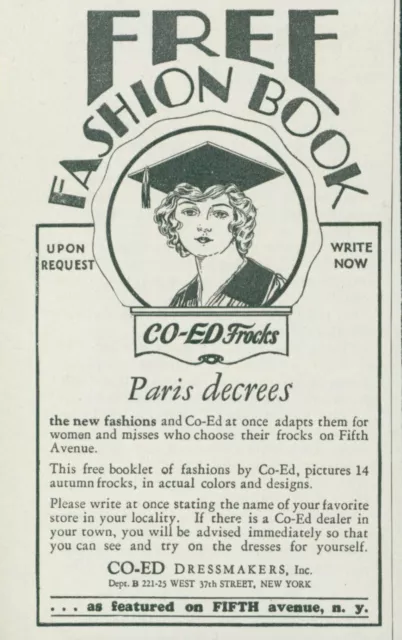 FREE
FASHION BOOK
UPON
REQUEST
WRITE
NOW
CO-ED Frocks
Paris decrees
the new fashions and Co-Ed at once adapts them for
women and misses who choose their frocks on Fifth
Avenue.
This free booklet of fashions by Co-Ed, pictures 14
autumn frocks, in actual colors and designs.
Please write at once stating the name of your favorite
store in your locality. If there is a Co-Ed dealer in
your town, you will be advised immediately so that
you can see and try on the dresses for yourself.
CO-ED DRESSMAKERS, Inc.
Dept. B 221-25 WEST 37th STREET, NEW YORK
. . . as featured on FIFTH avenue, n. y.